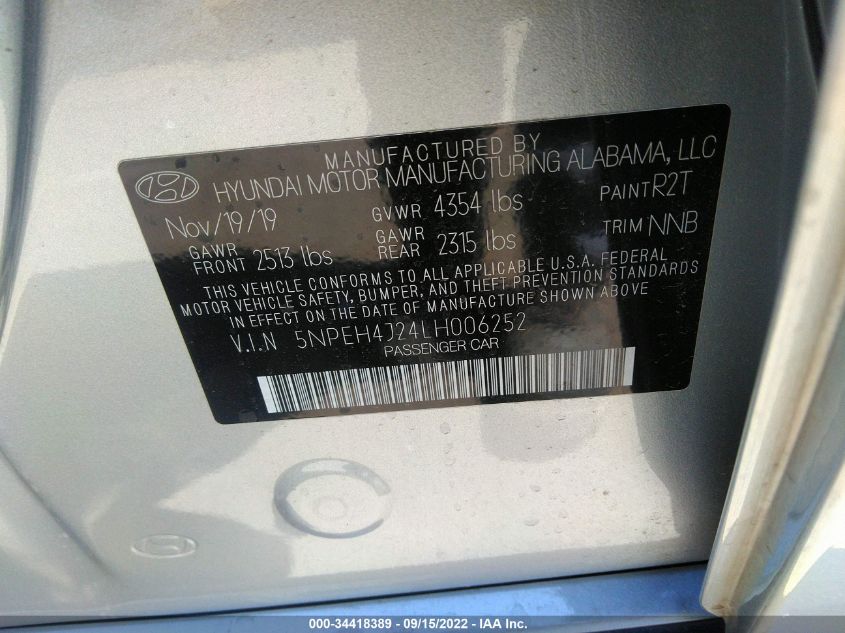 MANUFACTURED BY
HYUNDAI MOTOR MANUFACTURING ALABAMA, LLC
Nov/19/19 GVWR 4354 lbs PAINT R2T
GAWR FRONT 2513 lbs GAWR REAR 2315 lbs TRIM NNB
THIS VEHICLE CONFORMS TO ALL APPLICABLE U.S.A. FEDERAL
MOTOR VEHICLE SAFETY, BUMPER, AND THEFT PREVENTION STANDARDS
IN EFFECT ON THE DATE OF MANUFACTURE SHOWN ABOVE
V.I.N 5NPEH4J24LH006252
PASSENGER CAR
000-34418389 - 09/15/2022 - IAA Inc.